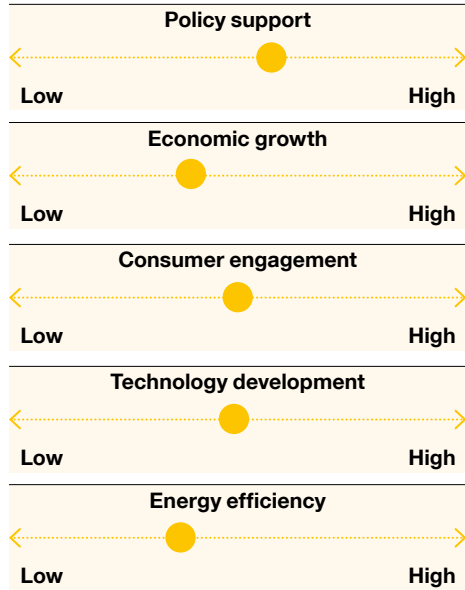 Policy support
Low High
Economic growth
Low High
Consumer engagement
Low High
Technology development
Low High
Energy efficiency
Low High